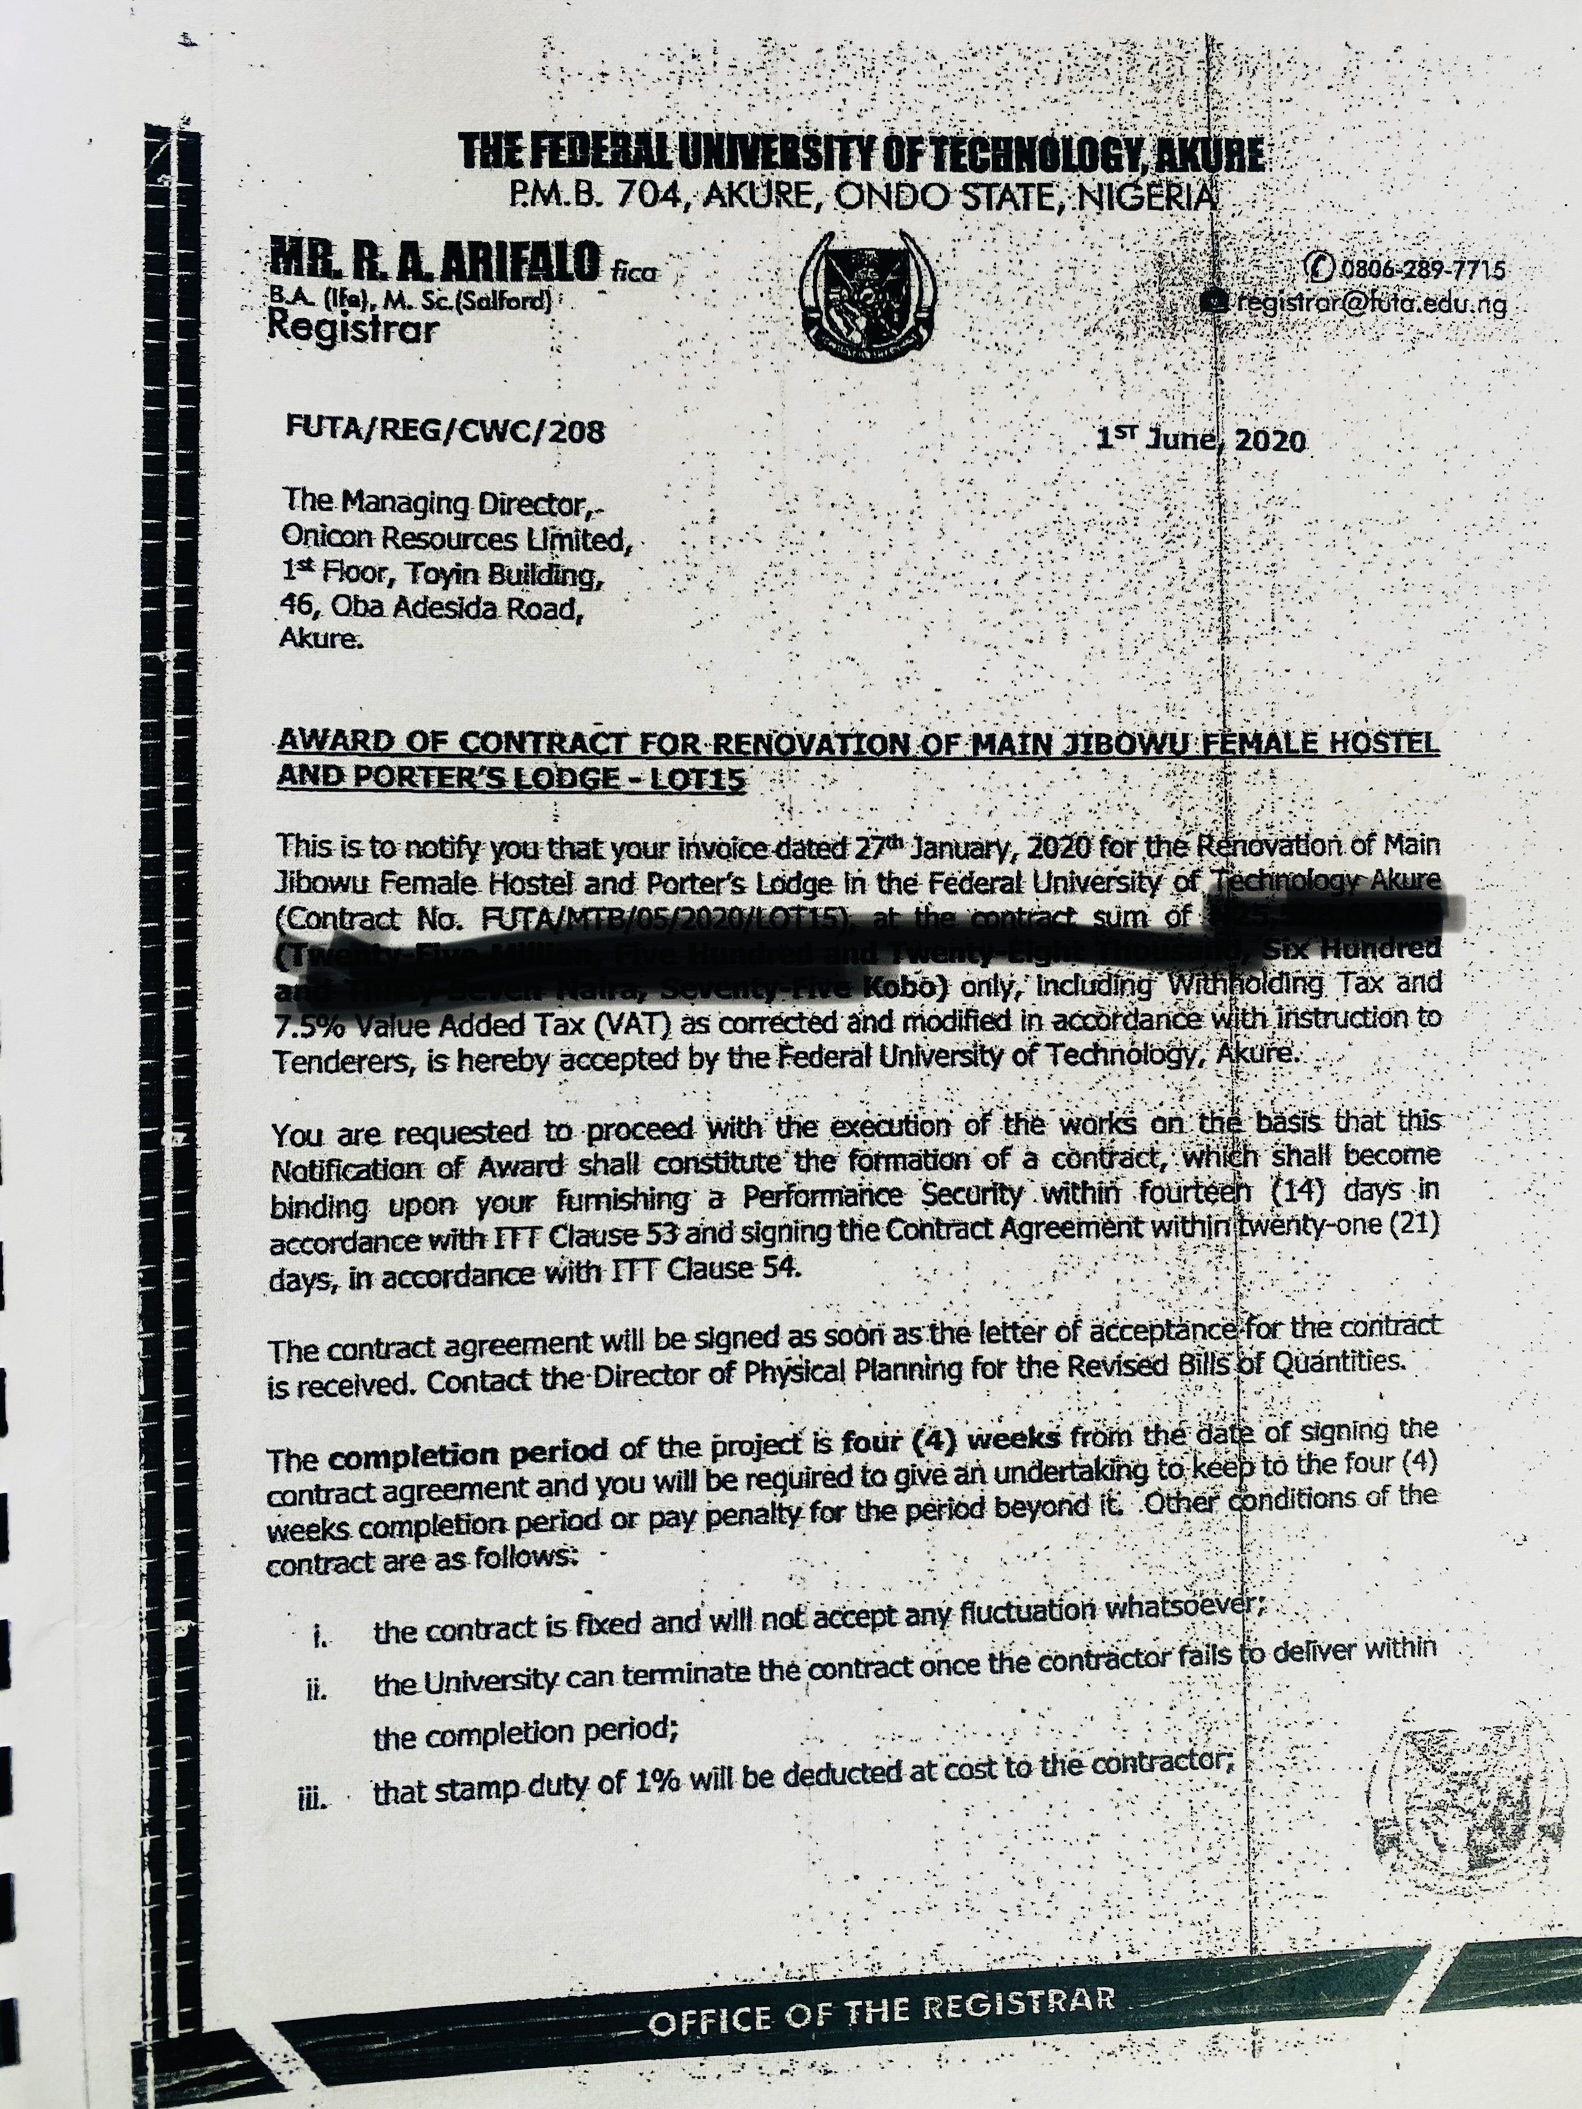 THE FEDERAL UNIVERSITY OF TECHNOLOGY, AKURE
P.M.B. 704, AKURE, ONDO STATE, NIGERIA
MR. R. A. ARIFALO fica
B.A. (Ife), M. Sc.(Salford)
Registrar
0806-289-7715
registrar@futa.edu.ng
FUTA/REG/CWC/208
1ST June, 2020
The Managing Director,
Onicon Resources Limited,
1st Floor, Toyin Building,
46, Oba Adesida Road,
Akure.
AWARD OF CONTRACT FOR RENOVATION OF MAIN JIBOWU FEMALE HOSTEL
AND PORTER'S LODGE - LOT15
This is to notify you that your invoice dated 27th January, 2020 for the Renovation of Main
Jibowu Female Hostel and Porter's Lodge in the Federal University of Technology Akure
(Contract No. FUTA/MTB/05/2020/LOT15), at the contract sum of
Six Hundred
Kobo) only, including Withholding Tax and
7.5% Value Added Tax (VAT) as corrected and modified in accordance with instruction to
Tenderers, is hereby accepted by the Federal University of Technology, Akure.
You are requested to proceed with the execution of the works on the basis that this
Notification of Award shall constitute the formation of a contract, which shall become
binding upon your furnishing a Performance Security within fourteen (14) days in
accordance with ITT Clause 53 and signing the Contract Agreement within twenty-one (21)
days, in accordance with ITT Clause 54.
The contract agreement will be signed as soon as the letter of acceptance for the contract
is received. Contact the Director of Physical Planning for the Revised Bills of Quantities.
The completion period of the project is four (4) weeks from the date of signing the
contract agreement and you will be required to give an undertaking to keep to the four (4)
weeks completion period or pay penalty for the period beyond it. Other conditions of the
contract are as follows:
i. the contract is fixed and will not accept any fluctuation whatsoever;
ii. the University can terminate the contract once the contractor fails to deliver within
the completion period;
iii. that stamp duty of 1% will be deducted at cost to the contractor;
OFFICE OF THE REGISTRAR